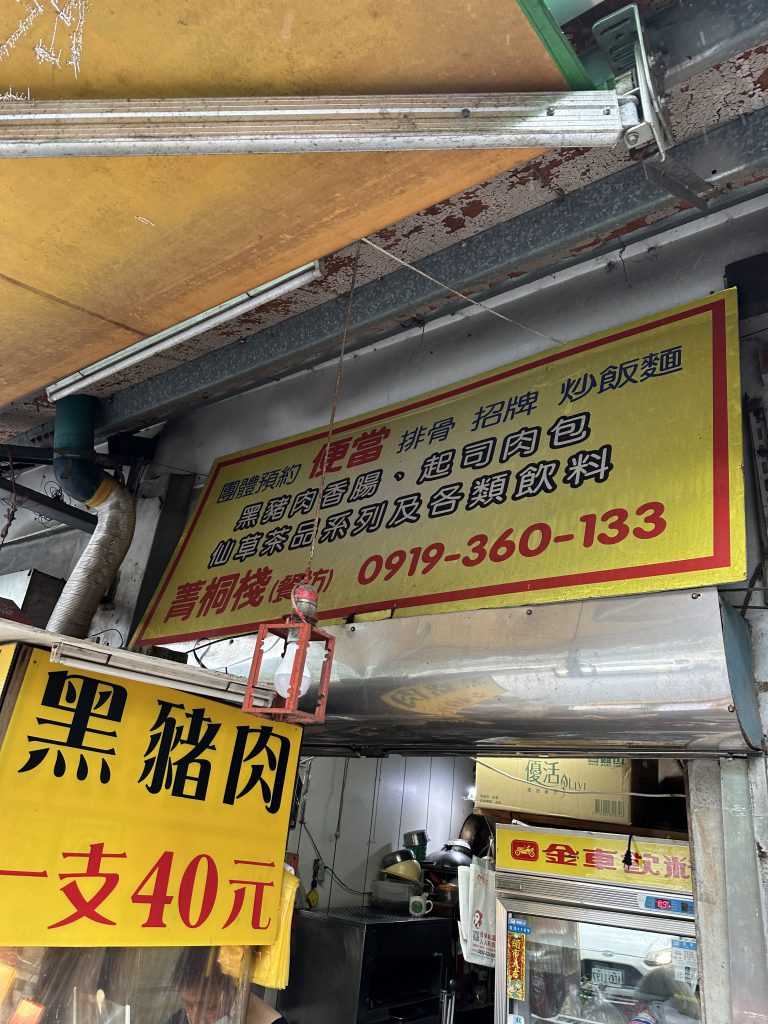 團體預約 便當 排骨 招牌 炒飯麵
黑豬肉香腸、起司肉包
仙草茶品系列及各類飲料
菁桐棧(餐坊) 0919-360-133
黑豬肉
一支40元
優活 LIVI
金車飲料